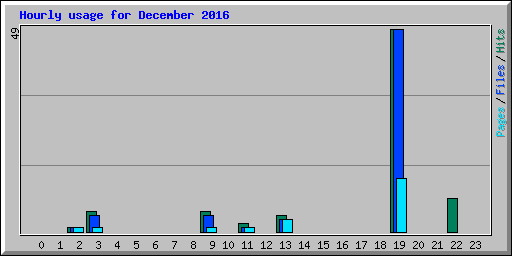 Hourly usage for December 2016
49
Pages/Files/Hits
0 1 2 3 4 5 6 7 8 9 10 11 12 13 14 15 16 17 18 19 20 21 22 23